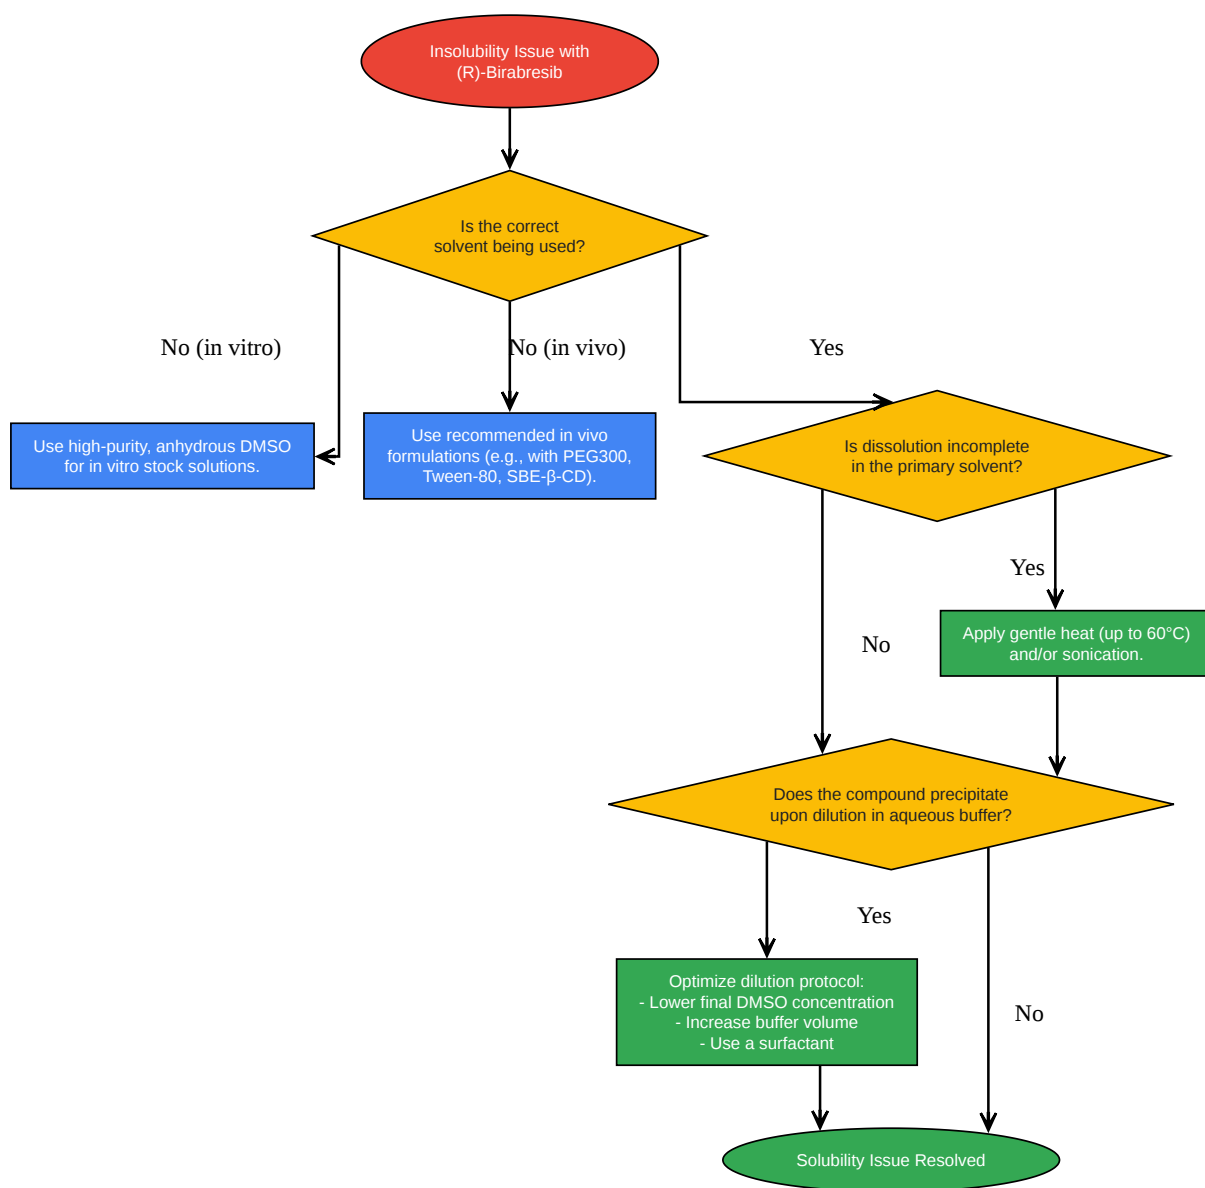 Insolubility Issue with
(R)-Birabresib
Is the correct
solvent being used?
No (in vitro)
No (in vivo)
Yes
Use high-purity, anhydrous DMSO
for in vitro stock solutions.
Use recommended in vivo
formulations (e.g., with PEG300,
Tween-80, SBE-β-CD).
Is dissolution incomplete
in the primary solvent?
Yes
No
Apply gentle heat (up to 60°C)
and/or sonication.
Does the compound precipitate
upon dilution in aqueous buffer?
Yes
Optimize dilution protocol:
- Lower final DMSO concentration
- Increase buffer volume
- Use a surfactant
No
Solubility Issue Resolved